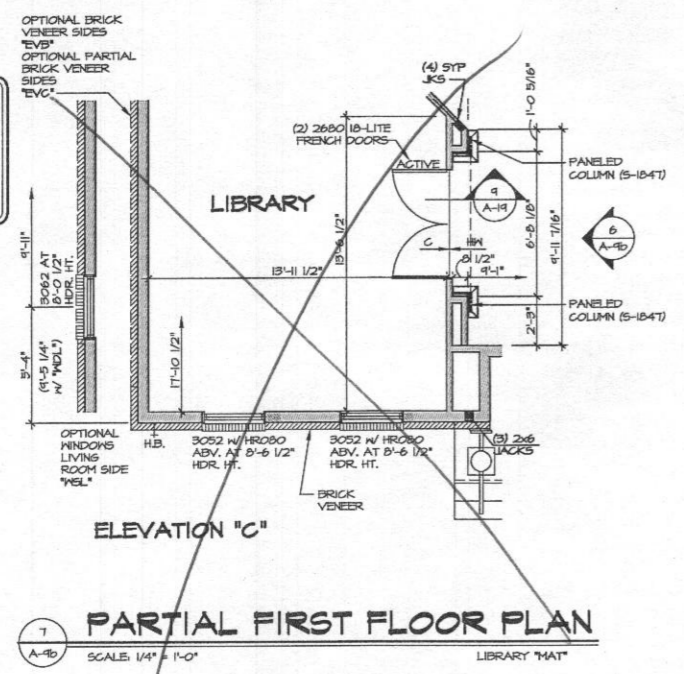 OPTIONAL BRICK
VENEER SIDES
"EVB"
OPTIONAL PARTIAL
BRICK VENEER
SIDES
"EVC"
(4) SYP
JKS
1'-0 5/16"
(2) 2680 18-LITE
FRENCH DOORS
ACTIVE
PANELED
COLUMN (S-1847)
LIBRARY
9
A-19
6
A-9b
6'-8 1/8"
9'-11 7/16"
C
HW
8 1/2"
9'-1"
13'-11 1/2"
13'-6 1/2"
9'-11"
3062 AT
8'-0 1/2"
HDR. HT.
5'-4"
(9'-5 1/4"
W/ "WDL")
17'-10 1/2"
2'-3"
PANELED
COLUMN (S-1847)
OPTIONAL
WINDOWS
LIVING
ROOM SIDE
"WSL"
H.B.
3052 W/ HR080
ABV. AT 8'-6 1/2"
HDR. HT.
3052 W/ HR080
ABV. AT 8'-6 1/2"
HDR. HT.
(3) 2x6
JACKS
BRICK
VENEER
ELEVATION "C"
7
A-9b
PARTIAL FIRST FLOOR PLAN
SCALE: 1/4" = 1'-0"
LIBRARY "MAT"